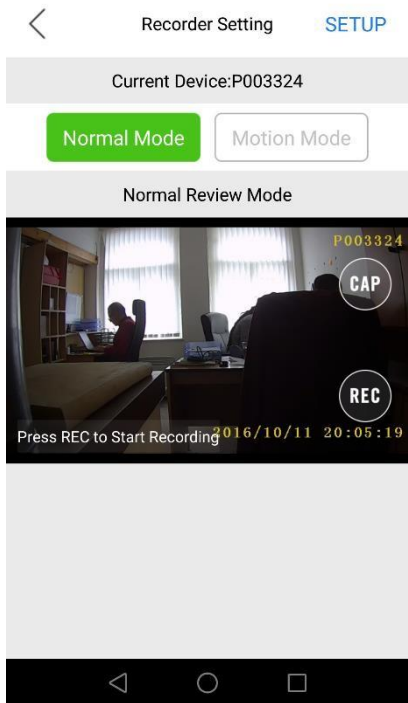 Recorder Setting SETUP
Current Device:P003324
Normal Mode Motion Mode
Normal Review Mode
P003324
CAP
REC
Press REC to Start Recording
2016/10/11 20:05:19